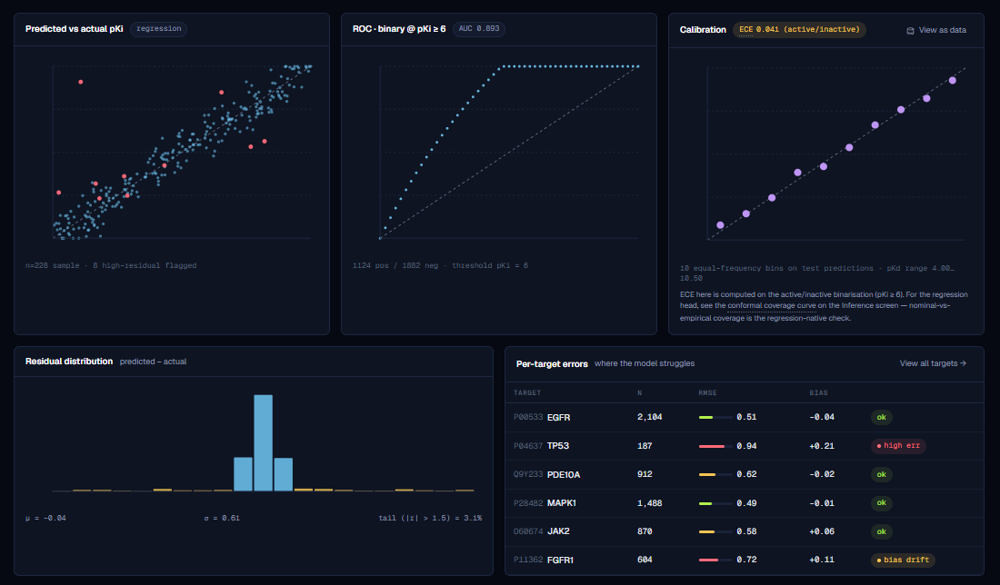 Predicted vs actual pKi regression
n=228 sample · 8 high-residual flagged
ROC · binary @ pKi ≥ 6 AUC 0.893
1124 pos / 1882 neg · threshold pKi = 6
Calibration ECE 0.041 (active/inactive) View as data
10 equal-frequency bins on test predictions · pKd range 4.00…
10.50
ECE here is computed on the active/inactive binarisation (pKi ≥ 6). For the regression
head, see the conformal coverage curve on the Inference screen — nominal-vs-
empirical coverage is the regression-native check.
Residual distribution predicted − actual
μ = −0.04 σ = 0.61 tail (|r| > 1.5) = 3.1%
Per-target errors where the model struggles View all targets →
TARGET N RMSE BIAS
P00533 EGFR 2,104 0.51 -0.04 ok
P04637 TP53 187 0.94 +0.21 high err
Q9Y233 PDE10A 912 0.62 -0.02 ok
P28482 MAPK1 1,488 0.49 -0.01 ok
O60674 JAK2 870 0.58 +0.06 ok
P11362 FGFR1 604 0.72 +0.11 bias drift